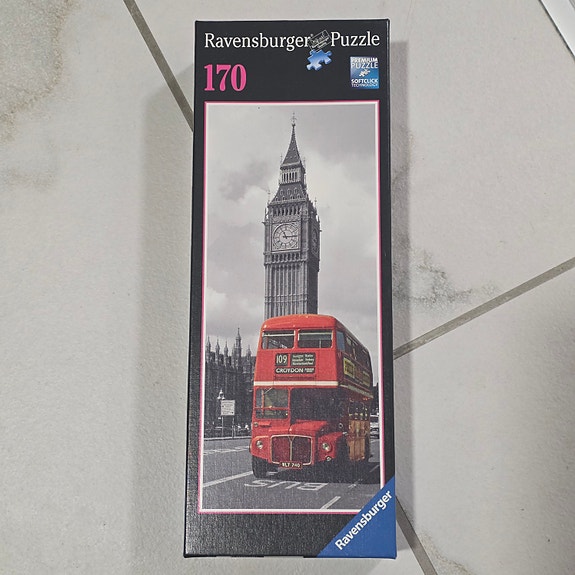 Ravensburger Puzzle
170
PREMIUM
PUZZLE
SOFTCLICK
TECHNOLOGY
109
CROYDON
BUS
Ravensburger